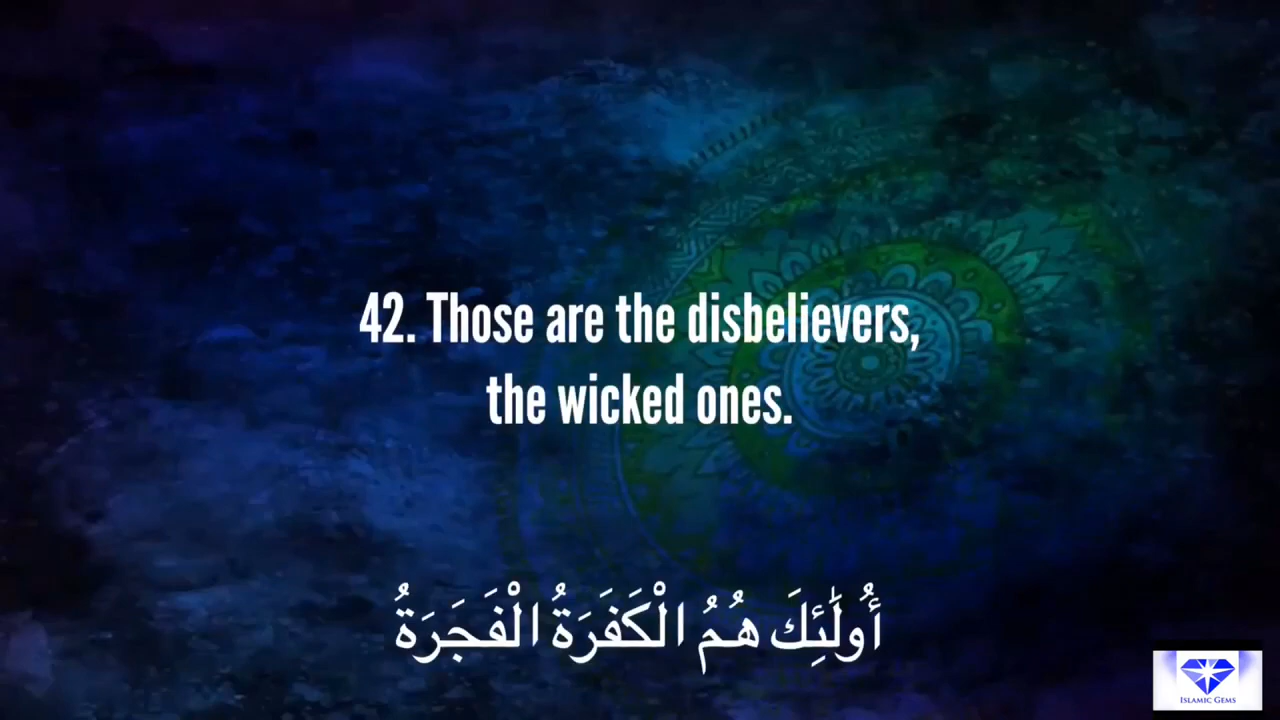 42. Those are the disbelievers,
the wicked ones.
أُولَٰئِكَ هُمُ الْكَفَرَةُ الْفَجَرَةُ
ISLAMIC GEMS